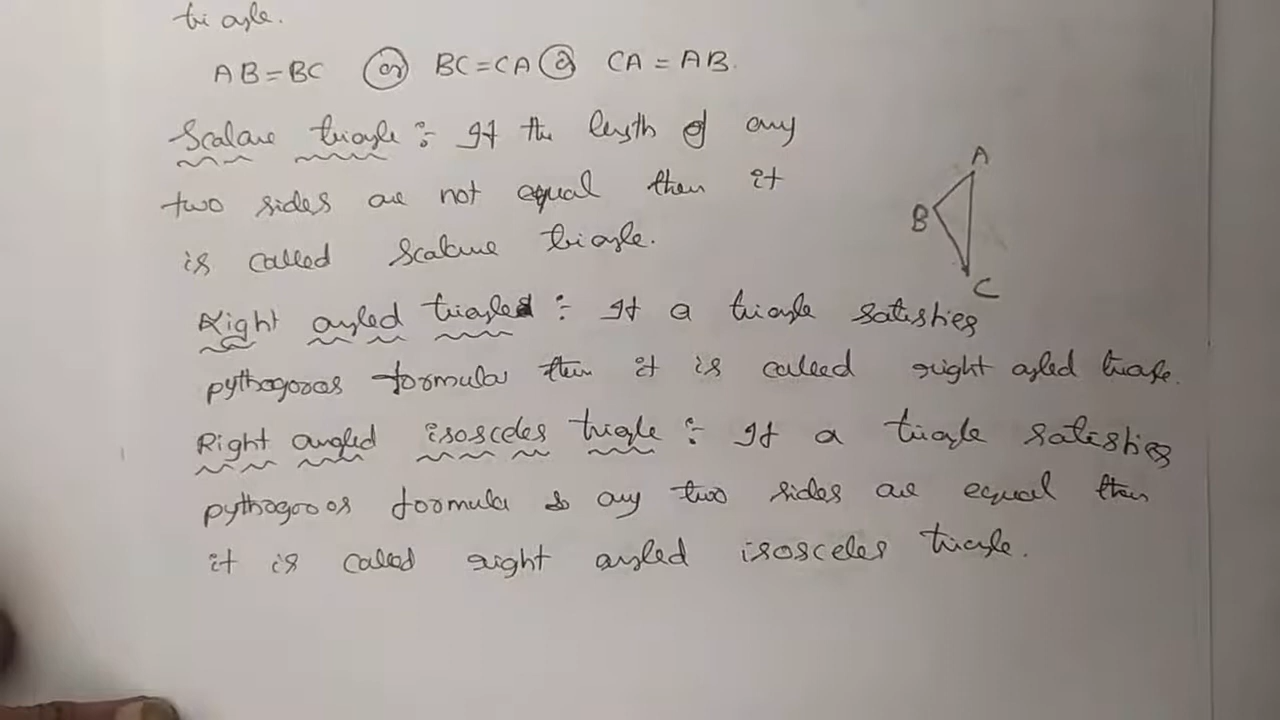 triangle.
AB=BC or BC=CA or CA=AB.
Scalane triangle :- If the length of any
two sides are not equal then it
is called scalane triangle.
A
B
C
Right angled triangle :- If a triangle satisfies
pythagoras formula then it is called right angled triangle.
Right angled isosceles triangle :- If a triangle satisfies
pythagoros formula & any two sides are equal then
it is called right angled isosceles triangle.